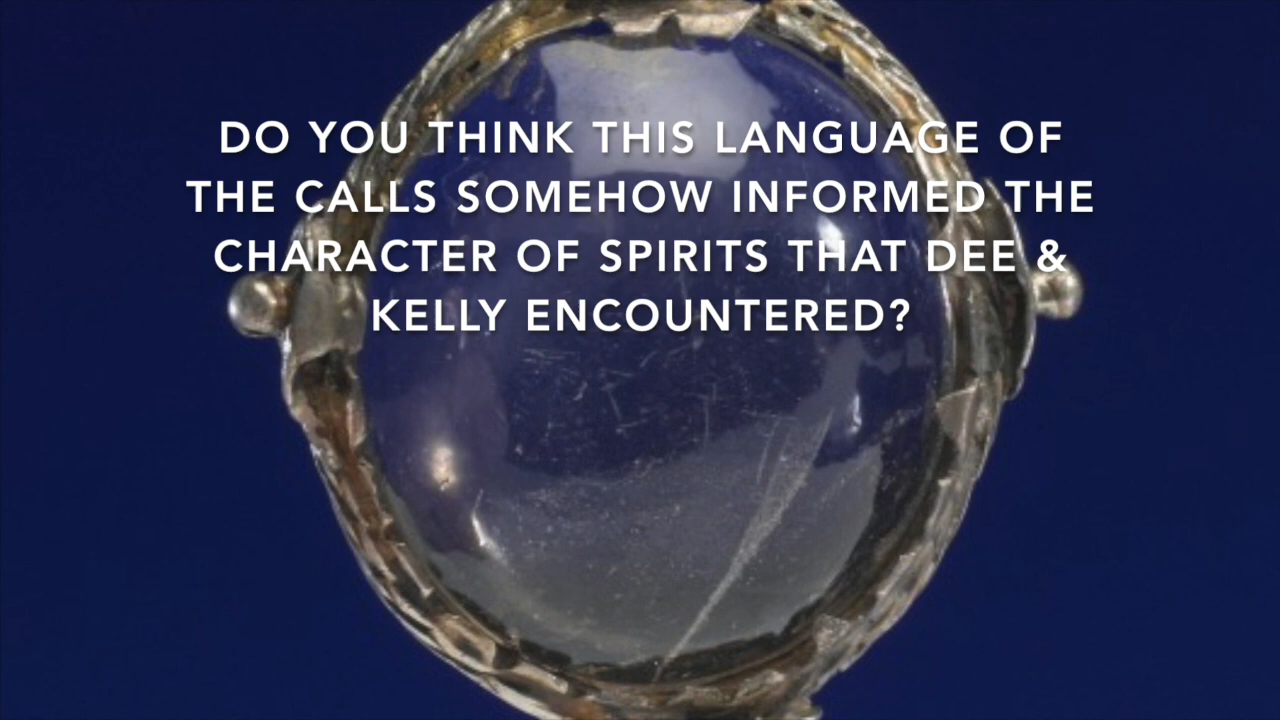 DO YOU THINK THIS LANGUAGE OF
THE CALLS SOMEHOW INFORMED THE
CHARACTER OF SPIRITS THAT DEE &
KELLY ENCOUNTERED?